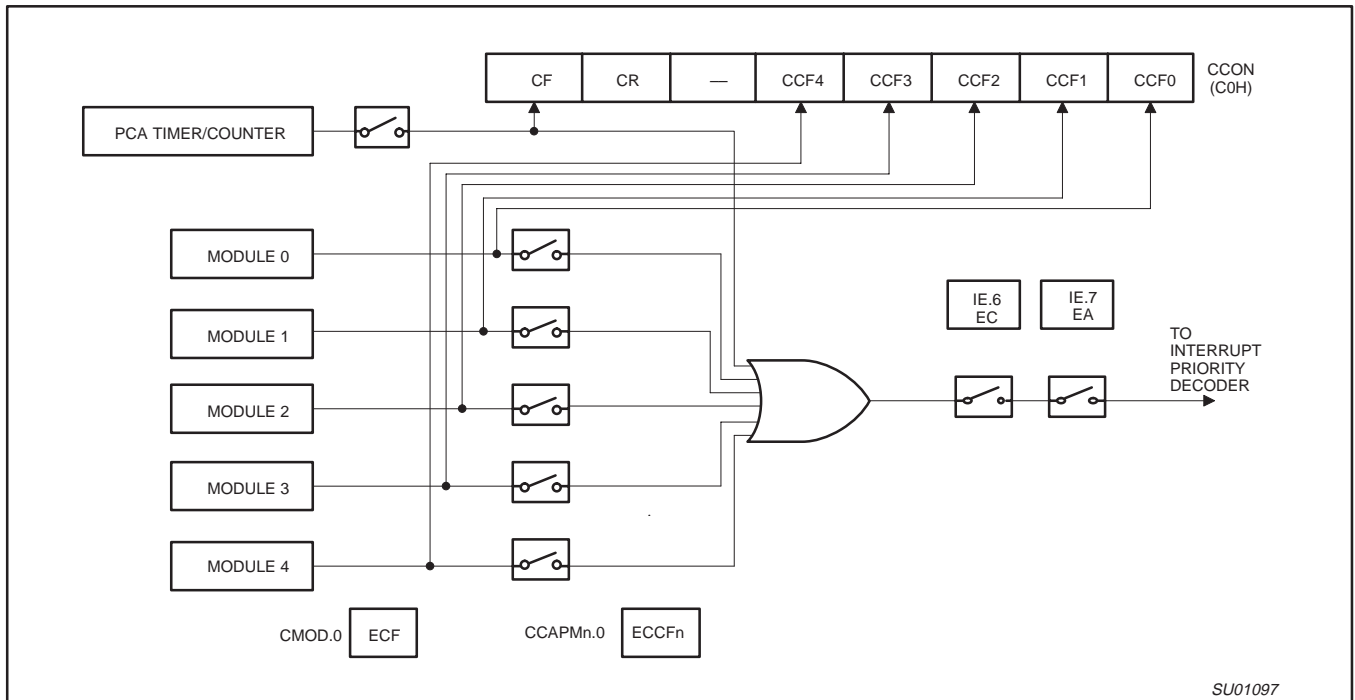 CF CR — CCF4 CCF3 CCF2 CCF1 CCF0 CCON
(C0H)
PCA TIMER/COUNTER
MODULE 0
MODULE 1
IE.6
EC
IE.7
EA
TO
INTERRUPT
PRIORITY
DECODER
MODULE 2
MODULE 3
MODULE 4
CMOD.0 ECF CCAPMn.0 ECCFn
SU01097